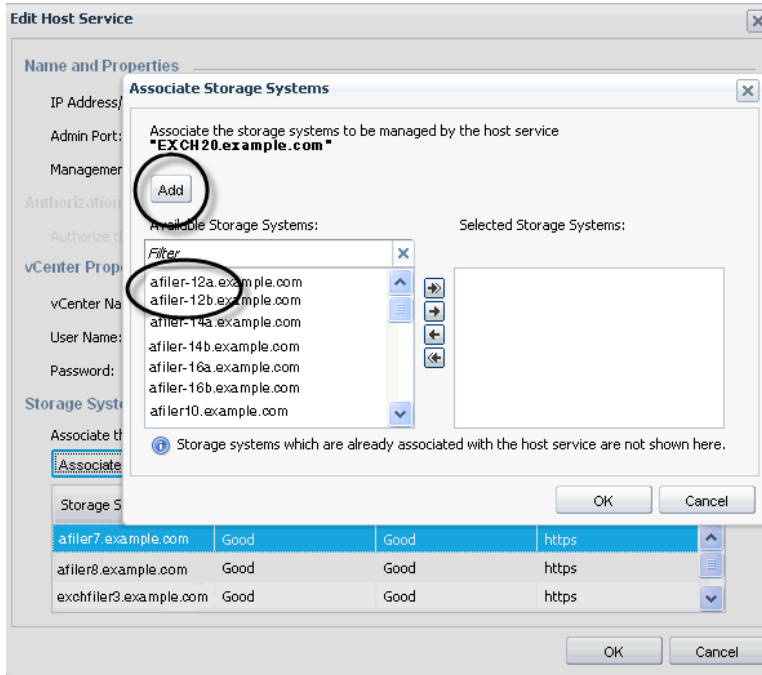 Edit Host Service
Name and Properties
IP Address/
Admin Port:
Authorization
Authorize t
vCenter Prop
vCenter Na
User Name:
Password:
Storage Syst
Associate th
Associate
Storage S
afiler7.example.com Good Good https
afiler8.example.com Good Good https
exchfiler3.example.com Good Good https
OK Cancel
Associate Storage Systems
Associate the storage systems to be managed by the host service
"EXCH20.example.com"
Add
Available Storage Systems: Selected Storage Systems:
Filter
afiler-12a.example.com
afiler-12b.example.com
afiler-14a.example.com
afiler-14b.example.com
afiler-16a.example.com
afiler-16b.example.com
afiler10.example.com
Storage systems which are already associated with the host service are not shown here.
OK Cancel